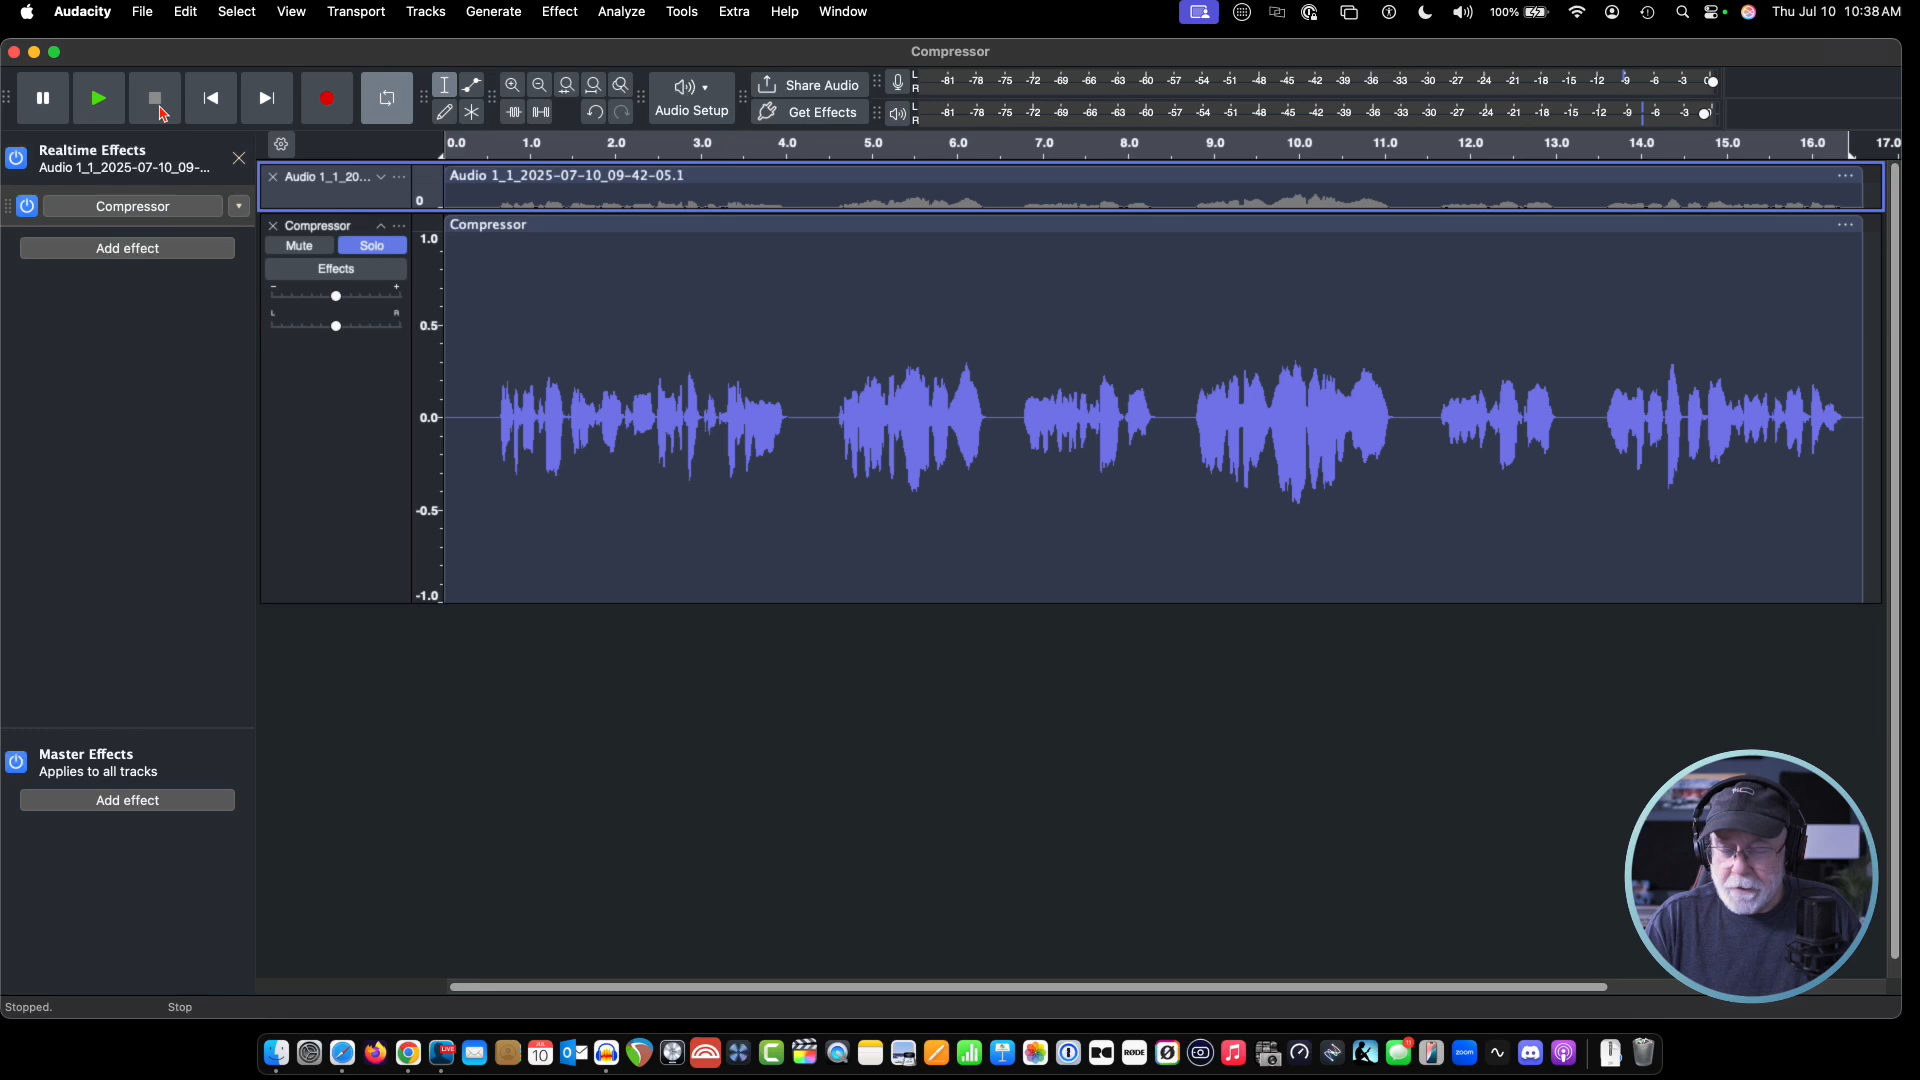 Audacity File Edit Select View Transport Tracks Generate Effect Analyze Tools Extra Help Window 100% Thu Jul 10 10:38 AM
Compressor
Audio Setup
Share Audio
Get Effects
L R -81 -78 -75 -72 -69 -66 -63 -60 -57 -54 -51 -48 -45 -42 -39 -36 -33 -30 -27 -24 -21 -18 -15 -12 -9 -6 -3 0
L R -81 -78 -75 -72 -69 -66 -63 -60 -57 -54 -51 -48 -45 -42 -39 -36 -33 -30 -27 -24 -21 -18 -15 -12 -9 -6 -3 0
0.0 1.0 2.0 3.0 4.0 5.0 6.0 7.0 8.0 9.0 10.0 11.0 12.0 13.0 14.0 15.0 16.0 17.0
Realtime Effects
Audio 1_1_2025-07-10_09-...
Compressor
Add effect
Audio 1_1_20... Audio 1_1_2025-07-10_09-42-05.1
0
Compressor Compressor
Mute Solo
Effects
- +
L R
1.0
0.5
0.0
-0.5
-1.0
Master Effects
Applies to all tracks
Add effect
Stopped. Stop
LIVE
JUL
10
RODE
11
zoom